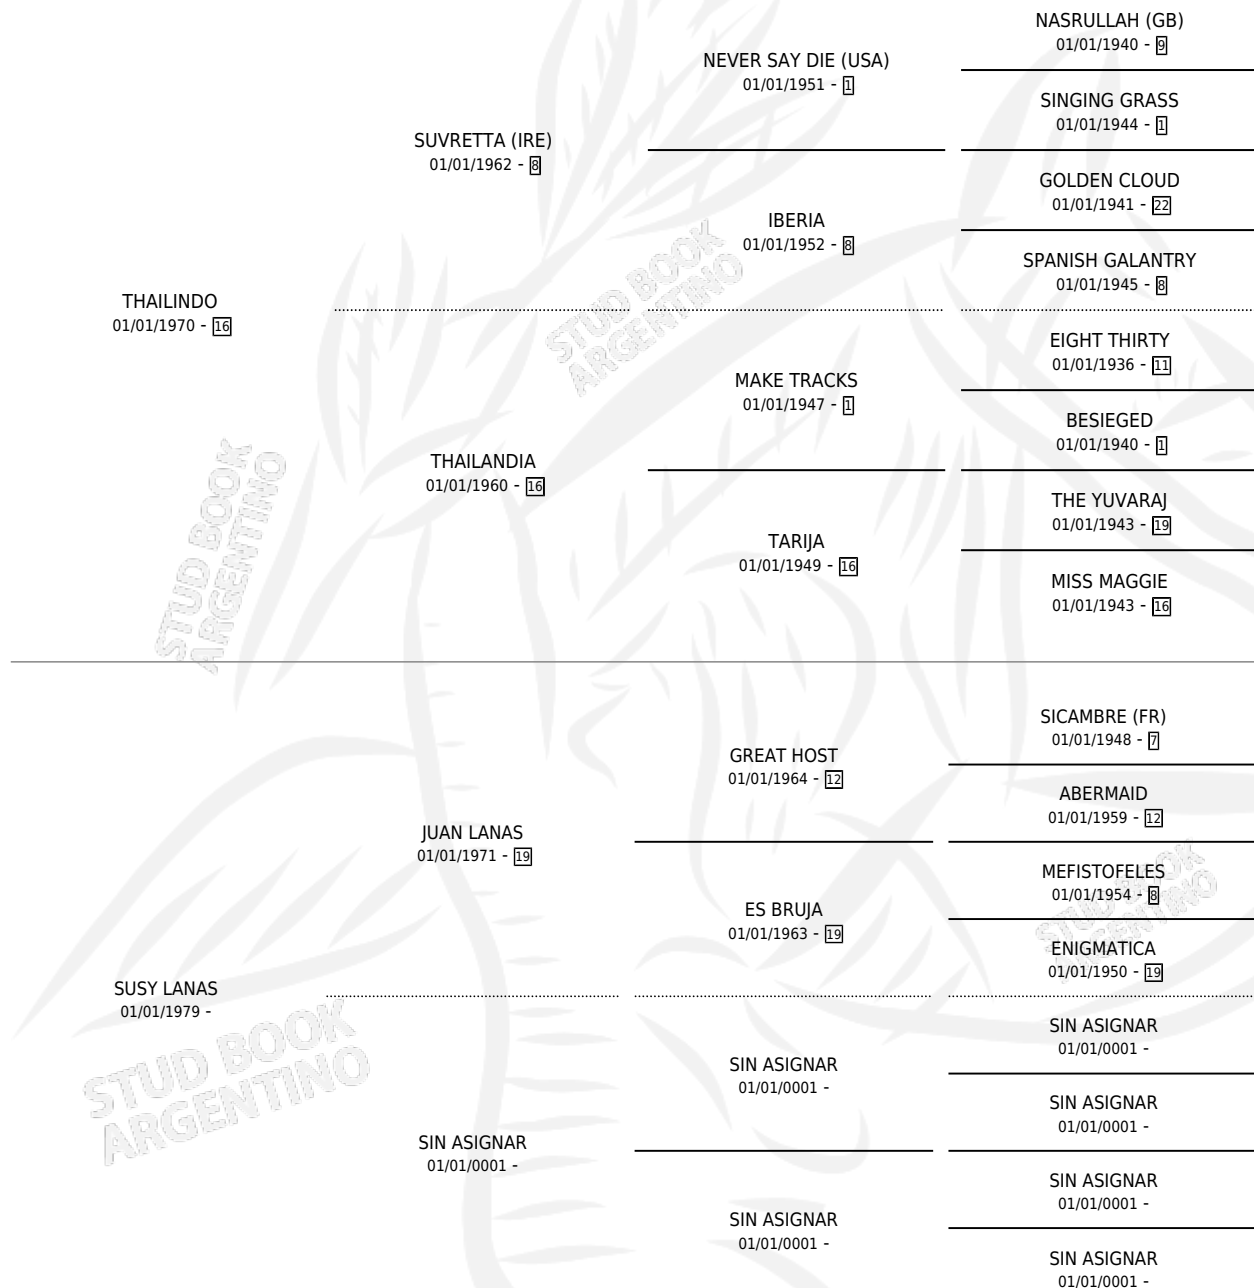 NASRULLAH (GB)
01/01/1940 - 9
NEVER SAY DIE (USA)
01/01/1951 - 1
SINGING GRASS
01/01/1944 - 1
SUVRETTA (IRE)
01/01/1962 - 8
GOLDEN CLOUD
01/01/1941 - 22
IBERIA
01/01/1952 - 8
SPANISH GALANTRY
01/01/1945 - 8
THAILINDO
01/01/1970 - 16
EIGHT THIRTY
01/01/1936 - 11
MAKE TRACKS
01/01/1947 - 1
BESIEGED
01/01/1940 - 1
THAILANDIA
01/01/1960 - 16
THE YUVARAJ
01/01/1943 - 19
TARIJA
01/01/1949 - 16
MISS MAGGIE
01/01/1943 - 16
SICAMBRE (FR)
01/01/1948 - 7
GREAT HOST
01/01/1964 - 12
ABERMAID
01/01/1959 - 12
JUAN LANAS
01/01/1971 - 19
MEFISTOFELES
01/01/1954 - 8
ES BRUJA
01/01/1963 - 19
ENIGMATICA
01/01/1950 - 19
SUSY LANAS
01/01/1979 -
SIN ASIGNAR
01/01/0001 -
SIN ASIGNAR
01/01/0001 -
SIN ASIGNAR
01/01/0001 -
SIN ASIGNAR
01/01/0001 -
SIN ASIGNAR
01/01/0001 -
SIN ASIGNAR
01/01/0001 -
SIN ASIGNAR
01/01/0001 -
STUD BOOK
ARGENTINO
STUD BOOK
ARGENTINO
STUD BOOK
ARGENTINO
STUD BOOK
ARGENTINO